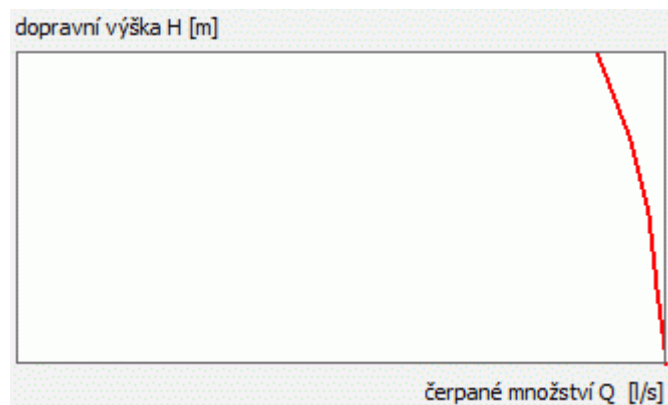 dopravní výška H [m]
čerpané množství Q [l/s]